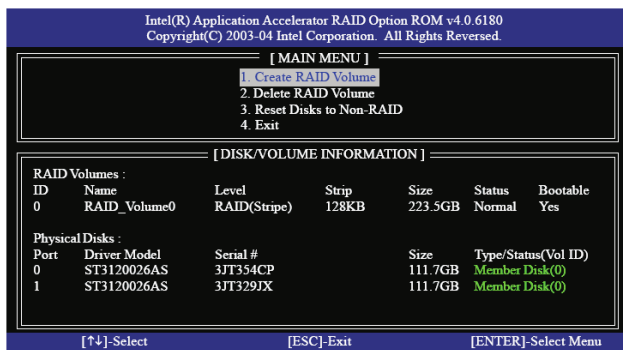 Intel(R) Application Accelerator RAID Option ROM v4.0.6180
Copyright(C) 2003-04 Intel Corporation. All Rights Reversed.
[ MAIN MENU ]
1. Create RAID Volume
2. Delete RAID Volume
3. Reset Disks to Non-RAID
4. Exit
[ DISK/VOLUME INFORMATION ]
RAID Volumes :
ID Name Level Strip Size Status Bootable
0 RAID_Volume0 RAID(Stripe) 128KB 223.5GB Normal Yes
Physical Disks :
Port Driver Model Serial # Size Type/Status(Vol ID)
0 ST3120026AS 3JT354CP 111.7GB Member Disk(0)
1 ST3120026AS 3JT329JX 111.7GB Member Disk(0)
[↑↓]-Select [ESC]-Exit [ENTER]-Select Menu